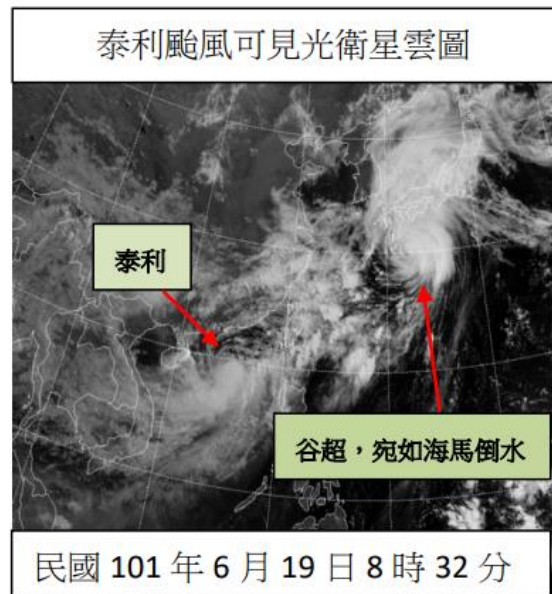 泰利颱風可見光衛星雲圖
泰利
谷超，宛如海馬倒水
民國 101 年 6 月 19 日 8 時 32 分